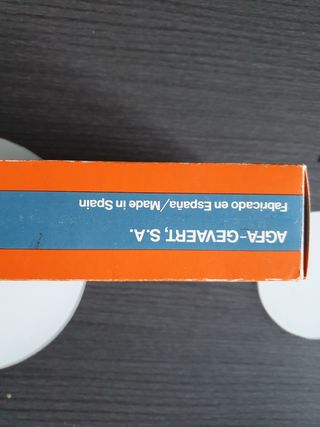 AGFA-GEVAERT, S.A.
Fabricado en España/Made in Spain